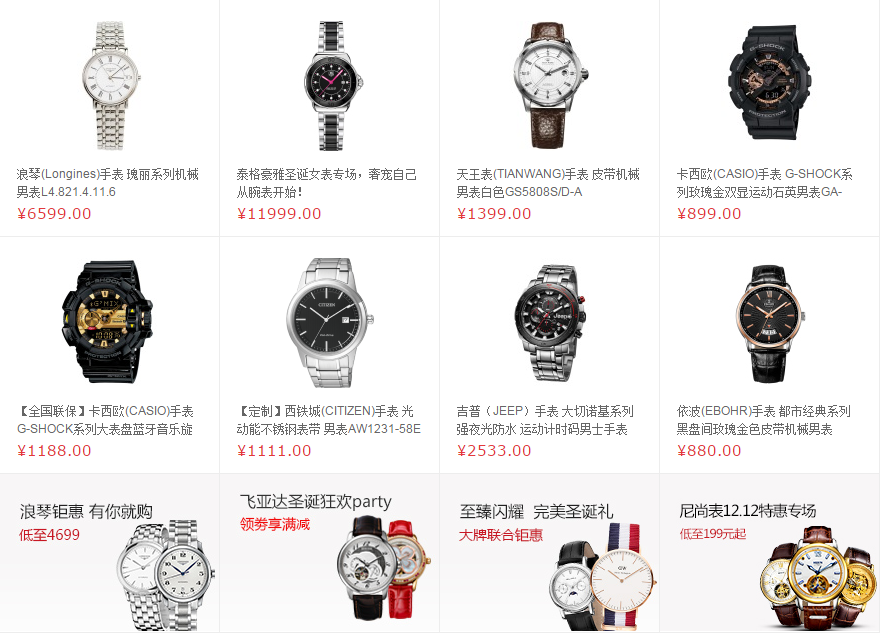 浪琴(Longines)手表 瑰丽系列机械
男表L4.821.4.11.6
¥6599.00
泰格豪雅圣诞女表专场，奢宠自己
从腕表开始！
¥11999.00
天王表(TIANWANG)手表 皮带机械
男表白色GS5808S/D-A
¥1399.00
G-SHOCK
PROTECTION
卡西欧(CASIO)手表 G-SHOCK系
列玫瑰金双显运动石英男表GA-
¥899.00
G'MIX
【全国联保】卡西欧(CASIO)手表
G-SHOCK系列大表盘蓝牙音乐旋
¥1188.00
CITIZEN
【定制】西铁城(CITIZEN)手表 光
动能不锈钢表带 男表AW1231-58E
¥1111.00
Jeep
吉普（JEEP）手表 大切诺基系列
强夜光防水 运动计时码男士手表
¥2533.00
依波(EBOHR)手表 都市经典系列
黑盘间玫瑰金色皮带机械男表
¥880.00
浪琴钜惠 有你就购
低至4699
飞亚达圣诞狂欢party
领劵享满减
至臻闪耀 完美圣诞礼
大牌联合钜惠
尼尚表12.12特惠专场
低至199元起